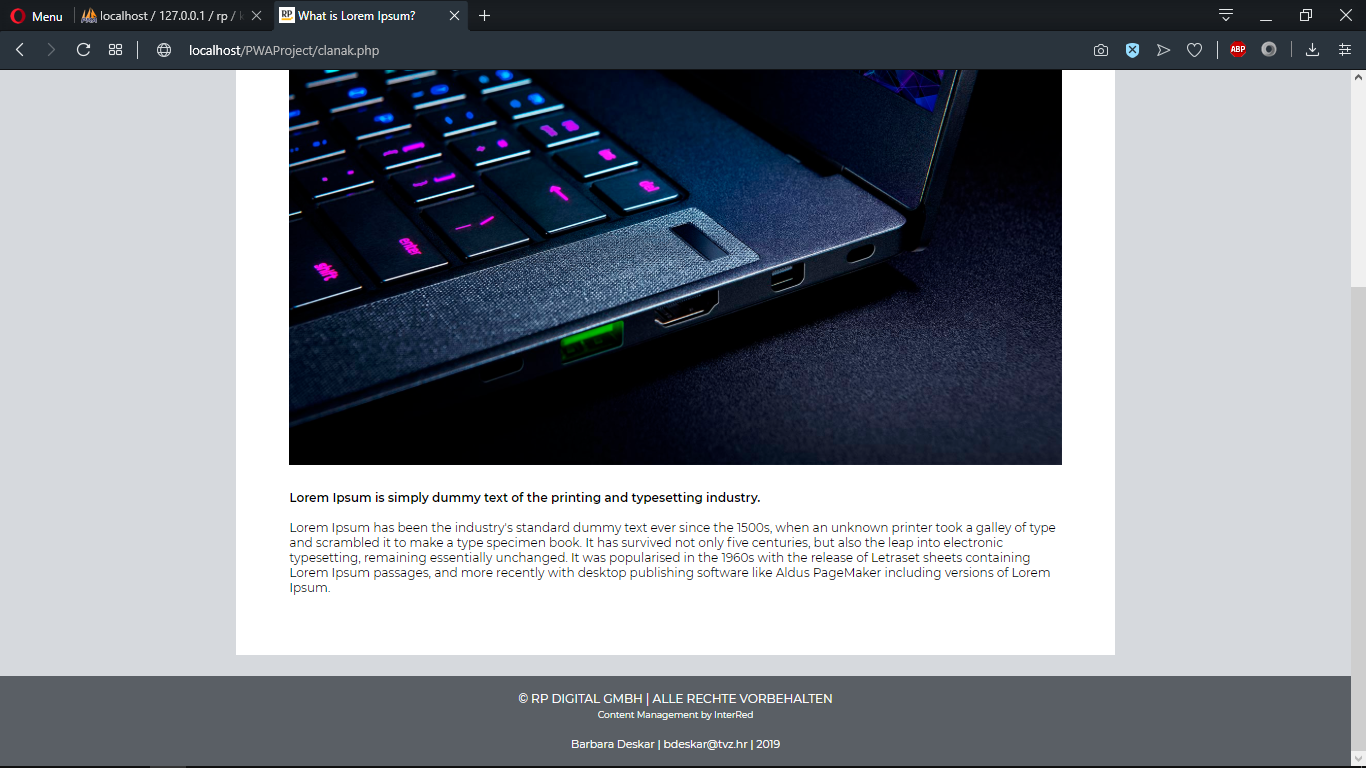 Menu
localhost / 127.0.0.1 / rp /
RP
What is Lorem Ipsum?
localhost/PWAProject/clanak.php
ABP
enter
shift
Lorem Ipsum is simply dummy text of the printing and typesetting industry.
Lorem Ipsum has been the industry's standard dummy text ever since the 1500s, when an unknown printer took a galley of type
and scrambled it to make a type specimen book. It has survived not only five centuries, but also the leap into electronic
typesetting, remaining essentially unchanged. It was popularised in the 1960s with the release of Letraset sheets containing
Lorem Ipsum passages, and more recently with desktop publishing software like Aldus PageMaker including versions of Lorem
Ipsum.
© RP DIGITAL GMBH | ALLE RECHTE VORBEHALTEN
Content Management by InterRed
Barbara Deskar | bdeskar@tvz.hr | 2019